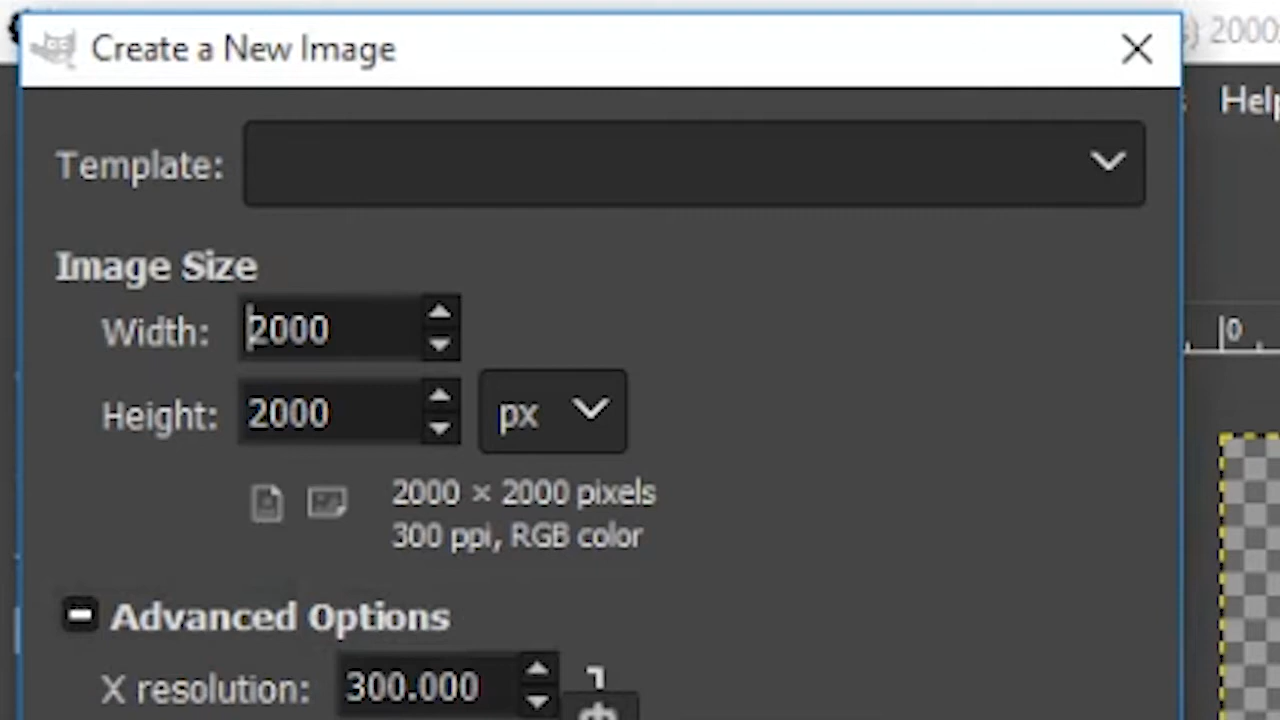 Create a New Image
) 2000
Help
Template:
Image Size
Width: 2000
0
Height: 2000 px
2000 × 2000 pixels
300 ppi, RGB color
Advanced Options
X resolution: 300.000